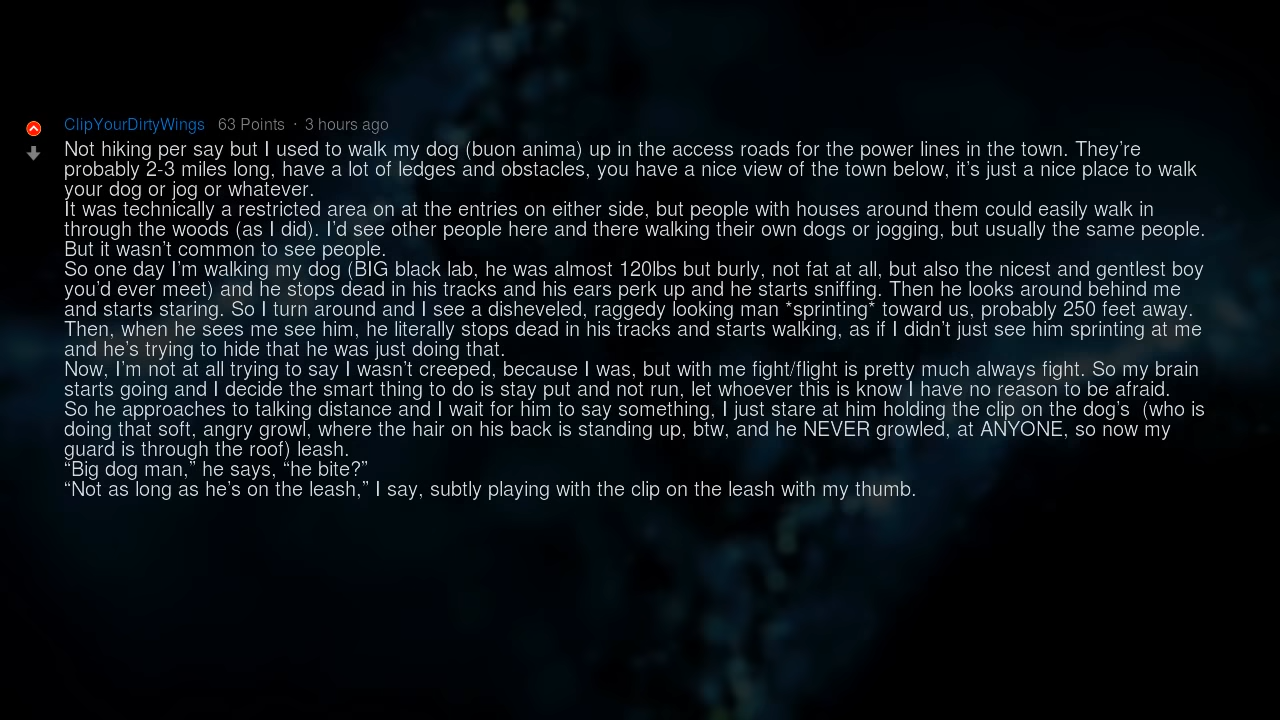 ClipYourDirtyWings 63 Points · 3 hours ago
Not hiking per say but I used to walk my dog (buon anima) up in the access roads for the power lines in the town. They’re
probably 2-3 miles long, have a lot of ledges and obstacles, you have a nice view of the town below, it’s just a nice place to walk
your dog or jog or whatever.
It was technically a restricted area on at the entries on either side, but people with houses around them could easily walk in
through the woods (as I did). I’d see other people here and there walking their own dogs or jogging, but usually the same people.
But it wasn’t common to see people.
So one day I’m walking my dog (BIG black lab, he was almost 120lbs but burly, not fat at all, but also the nicest and gentlest boy
you’d ever meet) and he stops dead in his tracks and his ears perk up and he starts sniffing. Then he looks around behind me
and starts staring. So I turn around and I see a disheveled, raggedy looking man *sprinting* toward us, probably 250 feet away.
Then, when he sees me see him, he literally stops dead in his tracks and starts walking, as if I didn’t just see him sprinting at me
and he’s trying to hide that he was just doing that.
Now, I’m not at all trying to say I wasn’t creeped, because I was, but with me fight/flight is pretty much always fight. So my brain
starts going and I decide the smart thing to do is stay put and not run, let whoever this is know I have no reason to be afraid.
So he approaches to talking distance and I wait for him to say something, I just stare at him holding the clip on the dog’s  (who is
doing that soft, angry growl, where the hair on his back is standing up, btw, and he NEVER growled, at ANYONE, so now my
guard is through the roof) leash.
“Big dog man,” he says, “he bite?”
“Not as long as he’s on the leash,” I say, subtly playing with the clip on the leash with my thumb.